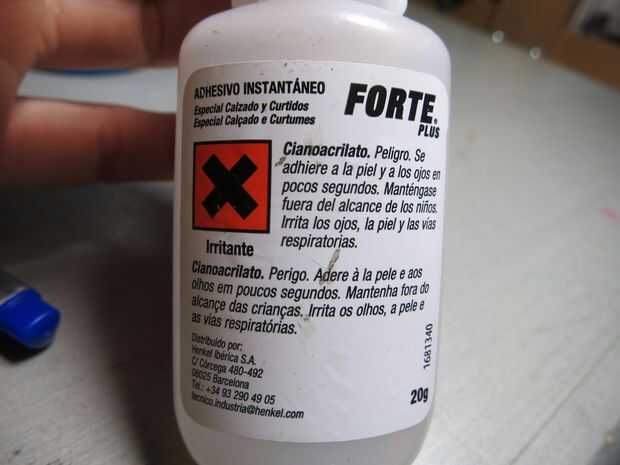 ADHESIVO INSTANTÁNEO
Especial Calzado y Curtidos
Especial Calçado e Curtumes
FORTE®
PLUS
Cianoacrilato. Peligro. Se
adhiere a la piel y a los ojos en
pocos segundos. Manténgase
fuera del alcance de los niños.
Irrita los ojos, la piel y las vías
respiratorias.
Irritante
Cianoacrilato. Perigo. Adere à la pele e aos
olhos em poucos segundos. Mantenha fora do
alcançe das crianças. Irrita os olhos, a pele e
as vias respiratórias.
Distribuido por:
Henkel Ibérica S.A.
C/ Córcega 480-492
08025 Barcelona
Tel.: +34 93 290 49 05
tecnico.industria@henkel.com
1681340
20g